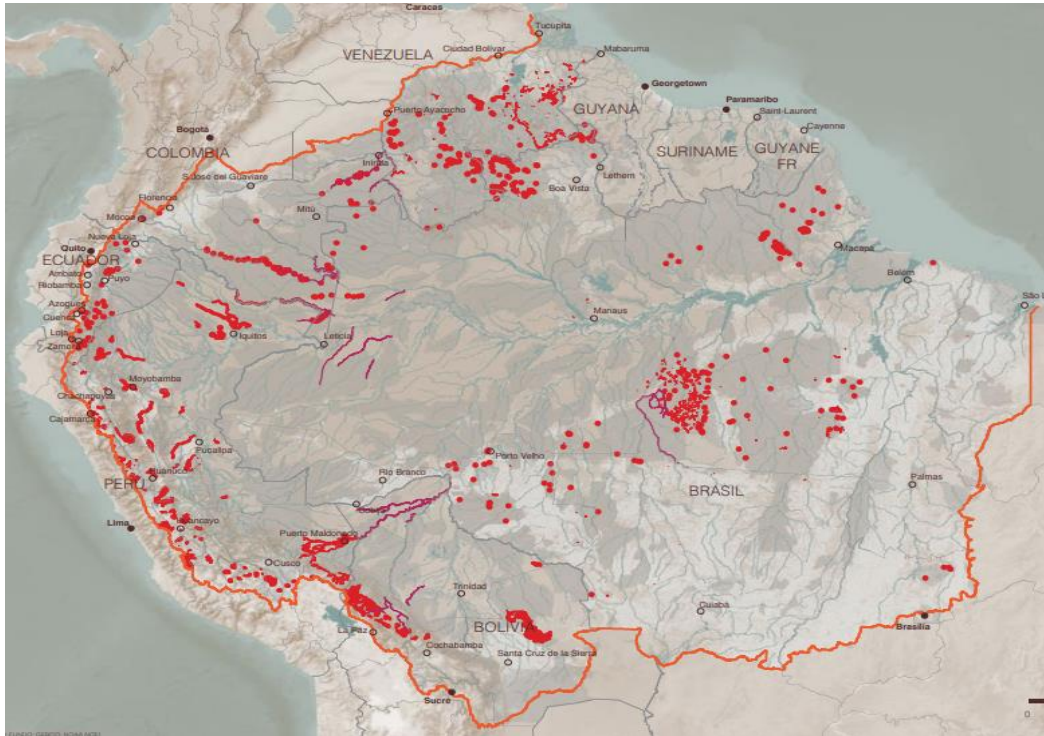 Caracas
Tucupita
VENEZUELA
Ciudad Bolívar
Mabaruma
Georgetown
Puerto Ayacucho
GUYANA
Paramaribo
Saint-Laurent
Bogotá
COLOMBIA
Cayenne
SURINAME
GUYANE
FR
Inírida
S.José del Guaviare
Boa Vista
Lethem
Florencia
Mitú
Mocoa
Nueva Loja
Quito
ECUADOR
Macapá
Ambato
Puyo
Riobamba
Belém
Azogues
Cuenca
São L
Manaus
Loja
Iquitos
Leticia
Zamora
Moyobamba
Chachapoyas
Cajamarca
Pucallpa
Porto Velho
Huánuco
Rio Branco
PERÚ
BRASIL
Palmas
Lima
Huancayo
Puerto Maldonado
Cusco
Trinidad
Cuiabá
BOLIVIA
Brasília
La Paz
Cochabamba
Santa Cruz de la Sierra
Sucre
0